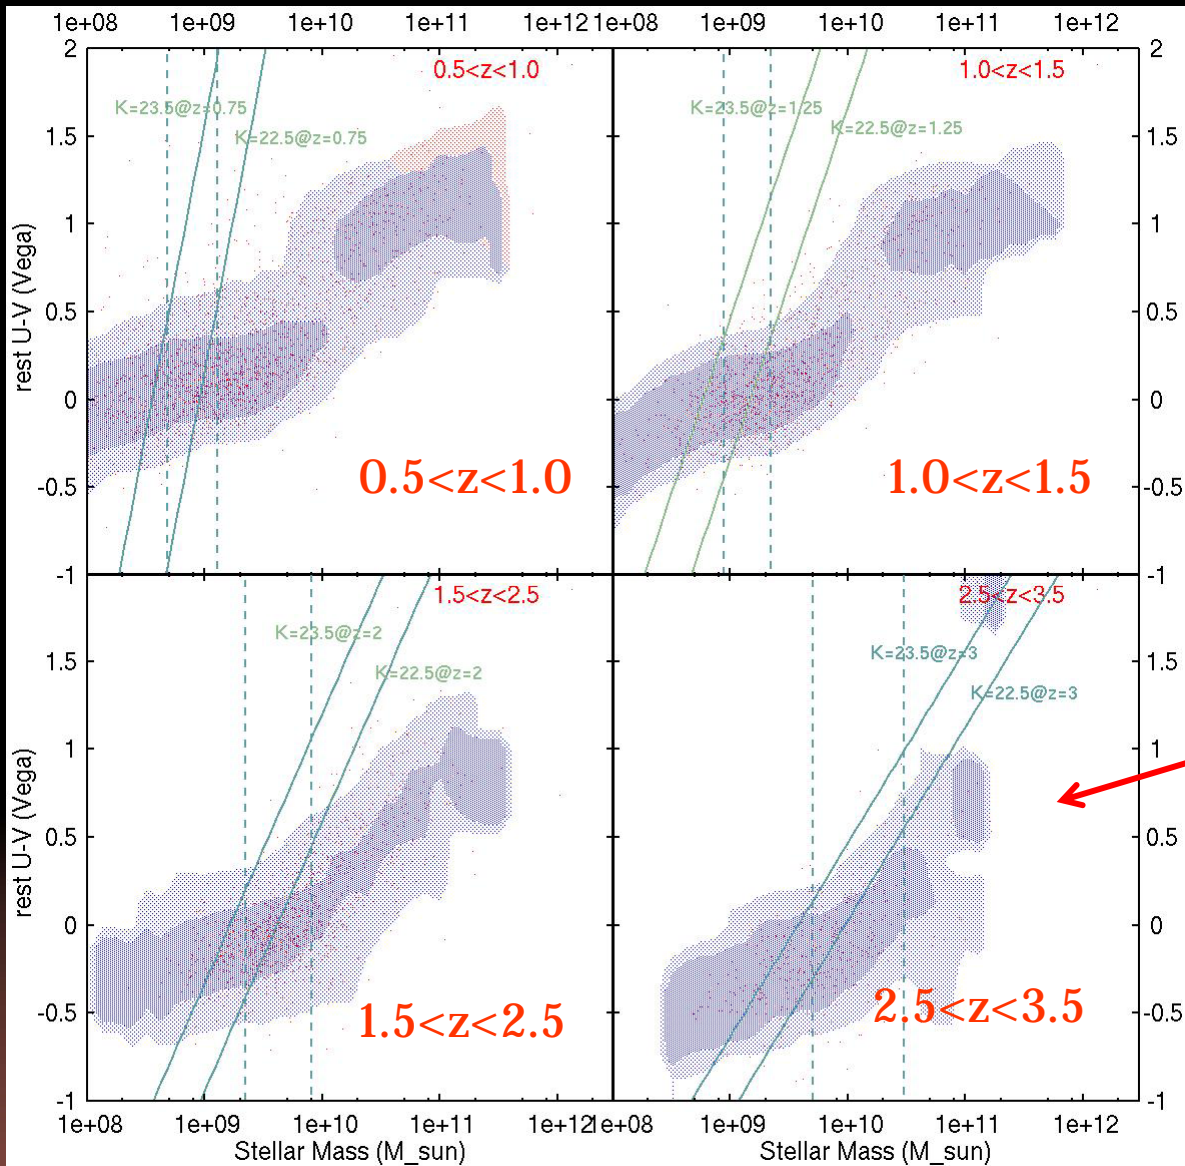 1e+08 1e+09 1e+10 1e+11 1e+12 1e+08 1e+09 1e+10 1e+11 1e+12
2
1.5
1
0.5
0
-0.5
-1
rest U-V (Vega)
0.5<z<1.0
K=23.5@z=0.75
K=22.5@z=0.75
0.5<z<1.0
1.0<z<1.5
K=23.5@z=1.25
K=22.5@z=1.25
1.0<z<1.5
2
1.5
1
0.5
0
-0.5
-1
1.5
1
0.5
0
-0.5
-1
rest U-V (Vega)
1.5<z<2.5
K=23.5@z=2
K=22.5@z=2
1.5<z<2.5
2.5<z<3.5
K=23.5@z=3
K=22.5@z=3
2.5<z<3.5
1.5
1
0.5
0
-0.5
-1
1e+08 1e+09 1e+10 1e+11 1e+12 1e+08 1e+09 1e+10 1e+11 1e+12
Stellar Mass (M_sun) Stellar Mass (M_sun)